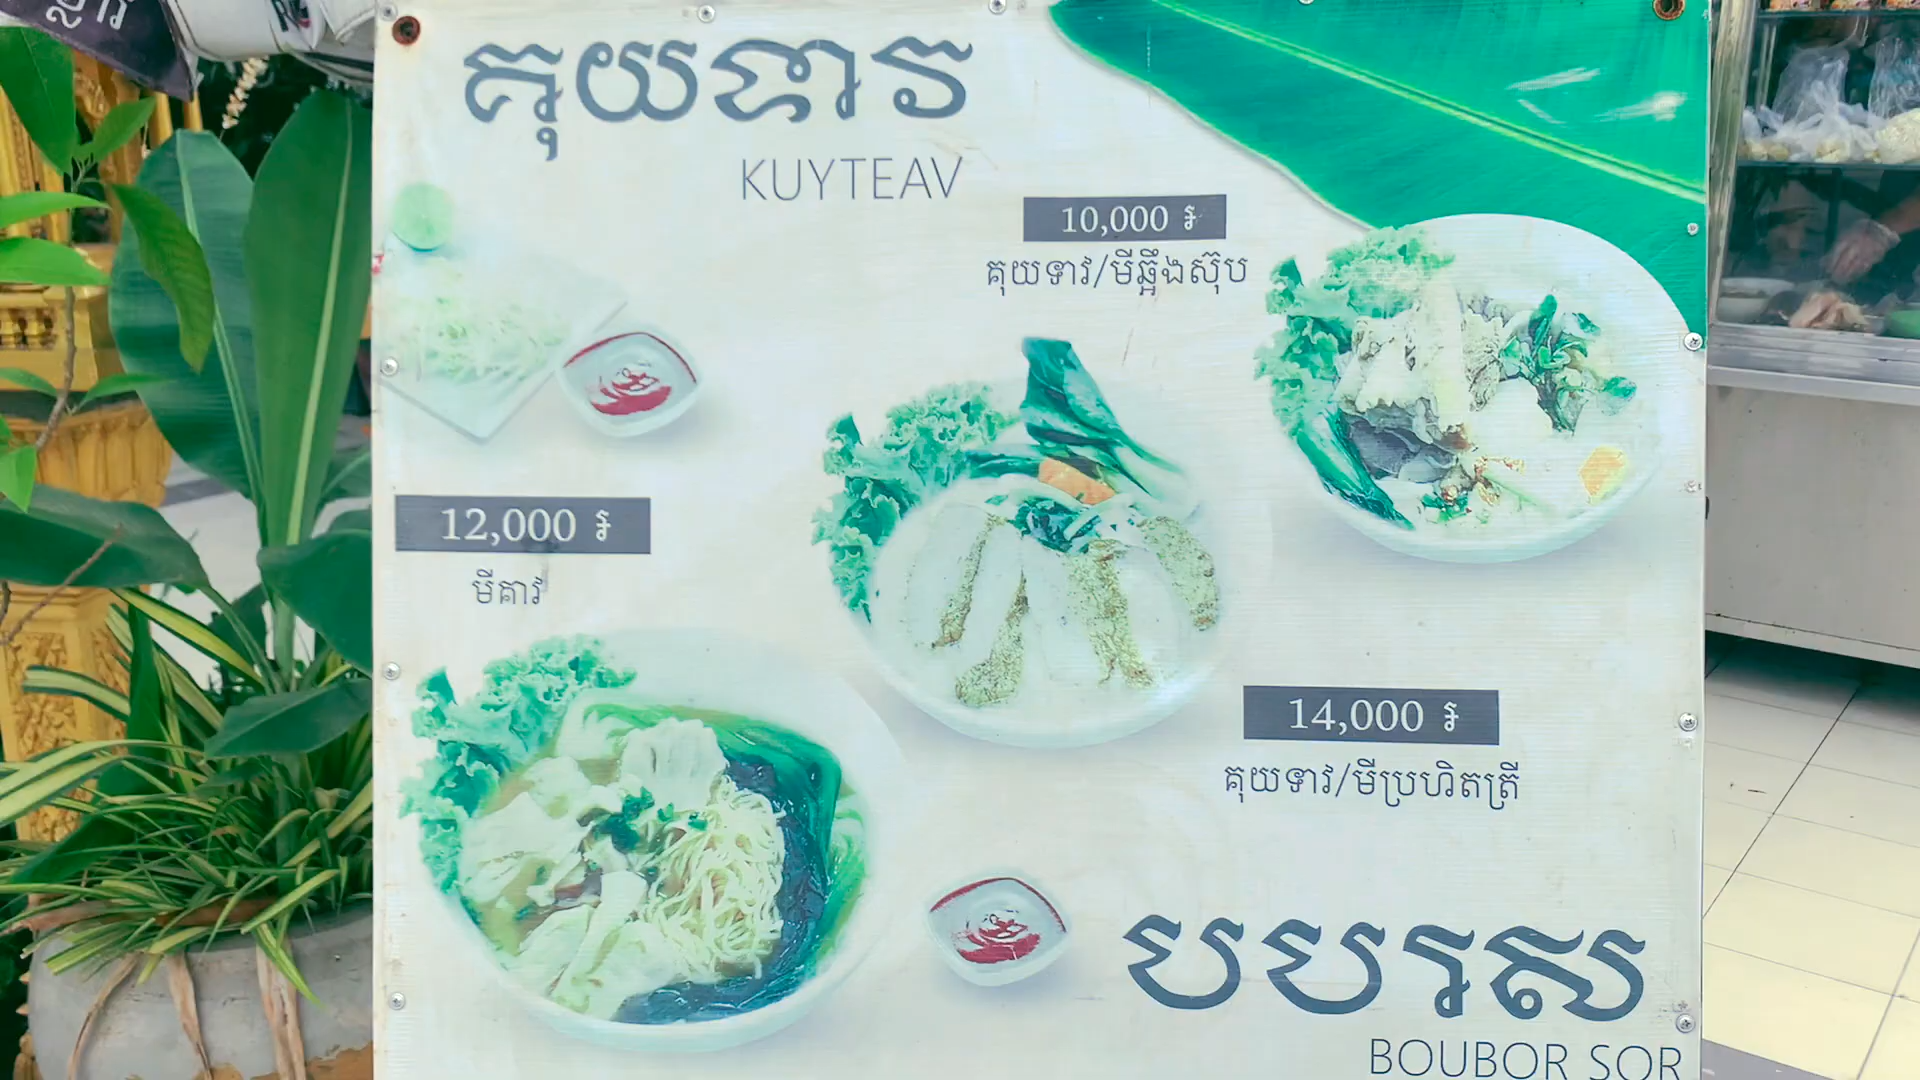 គុយទាវ
KUYTEAV
10,000 ៛
គុយទាវ/មីឆ្អឹងស៊ុប
12,000 ៛
មីគាវ
14,000 ៛
គុយទាវ/មីប្រហិតត្រី
បបរស
BOUBOR SOR